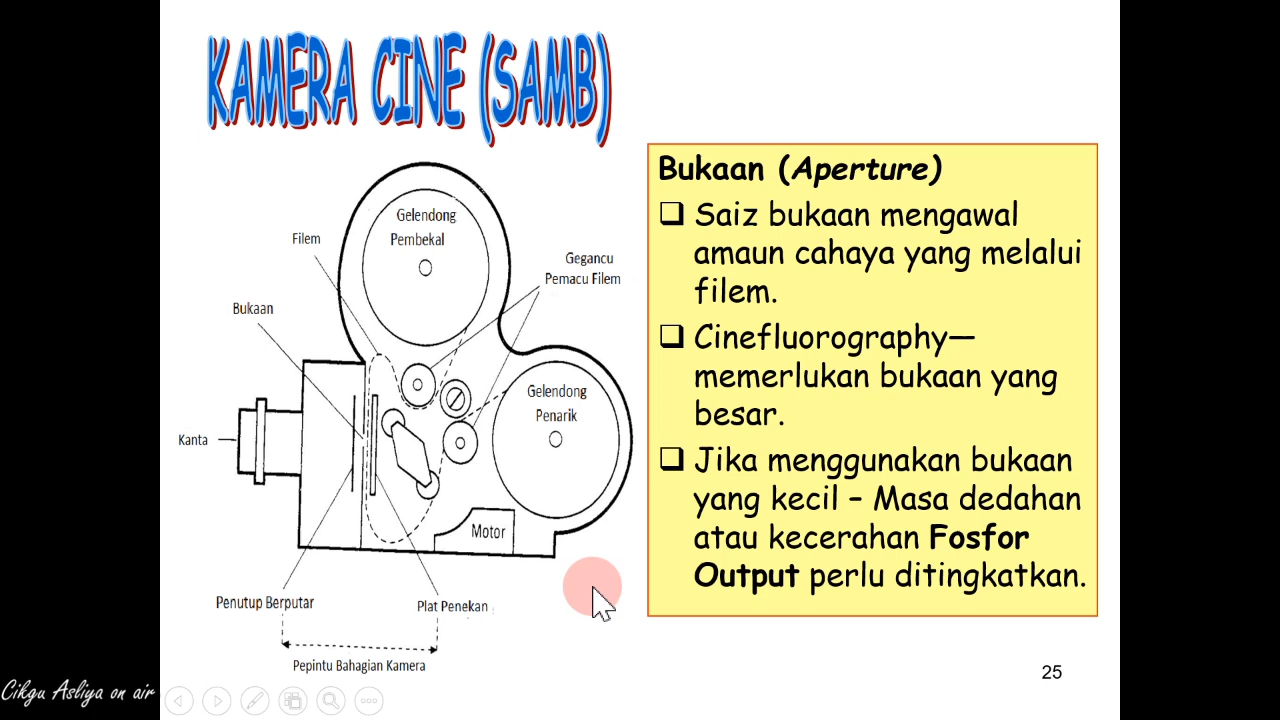 KAMERA CINE (SAMB)
Gelendong
Pembekal
Filem
Gegancu
Pemacu Filem
Bukaan
Gelendong
Penarik
Kanta
Motor
Penutup Berputar
Plat Penekan
Pepintu Bahagian Kamera
Bukaan (Aperture)
Saiz bukaan mengawal
amaun cahaya yang melalui
filem.
Cinefluorography—
memerlukan bukaan yang
besar.
Jika menggunakan bukaan
yang kecil – Masa dedahan
atau kecerahan Fosfor
Output perlu ditingkatkan.
25
Cikgu Asliya on air